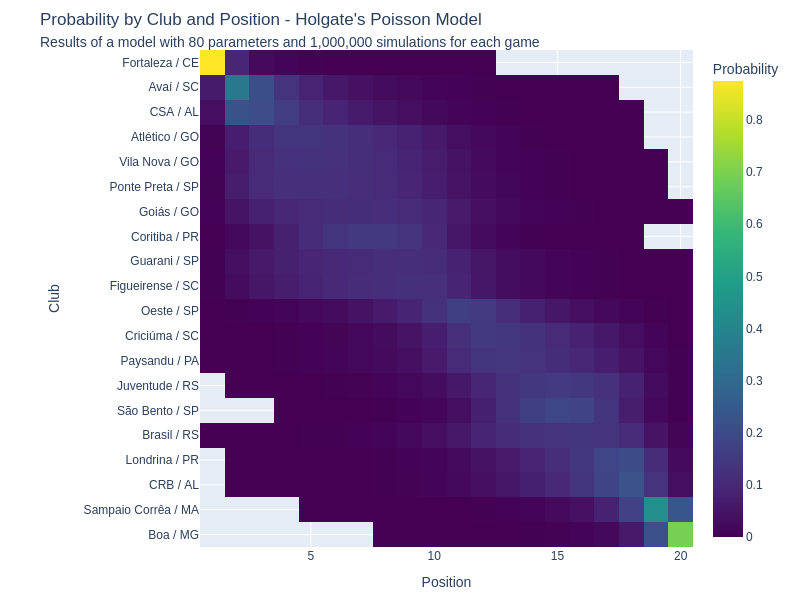 Probability by Club and Position - Holgate's Poisson Model
Results of a model with 80 parameters and 1,000,000 simulations for each game
Probability
Fortaleza / CE
Avaí / SC
CSA / AL
Atlético / GO
Vila Nova / GO
Ponte Preta / SP
Goiás / GO
Coritiba / PR
Guarani / SP
Figueirense / SC
Oeste / SP
Criciúma / SC
Paysandu / PA
Juventude / RS
São Bento / SP
Brasil / RS
Londrina / PR
CRB / AL
Sampaio Corrêa / MA
Boa / MG
Club
5
10
15
20
Position
0.8
0.7
0.6
0.5
0.4
0.3
0.2
0.1
0